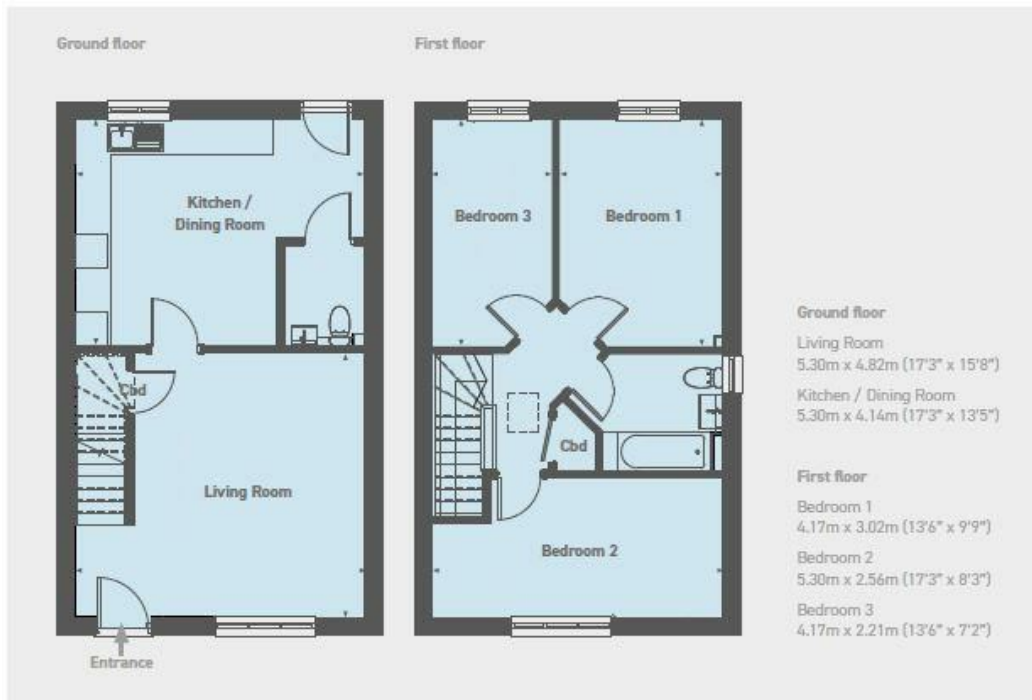 Ground floor
First floor
Kitchen /
Dining Room
Cbd
Living Room
Entrance
Bedroom 3
Bedroom 1
Cbd
Bedroom 2
Ground floor
Living Room
5.30m x 4.82m (17'3" x 15'8")
Kitchen / Dining Room
5.30m x 4.14m (17'3" x 13'5")
First floor
Bedroom 1
4.17m x 3.02m (13'6" x 9'9")
Bedroom 2
5.30m x 2.56m (17'3" x 8'3")
Bedroom 3
4.17m x 2.21m (13'6" x 7'2")